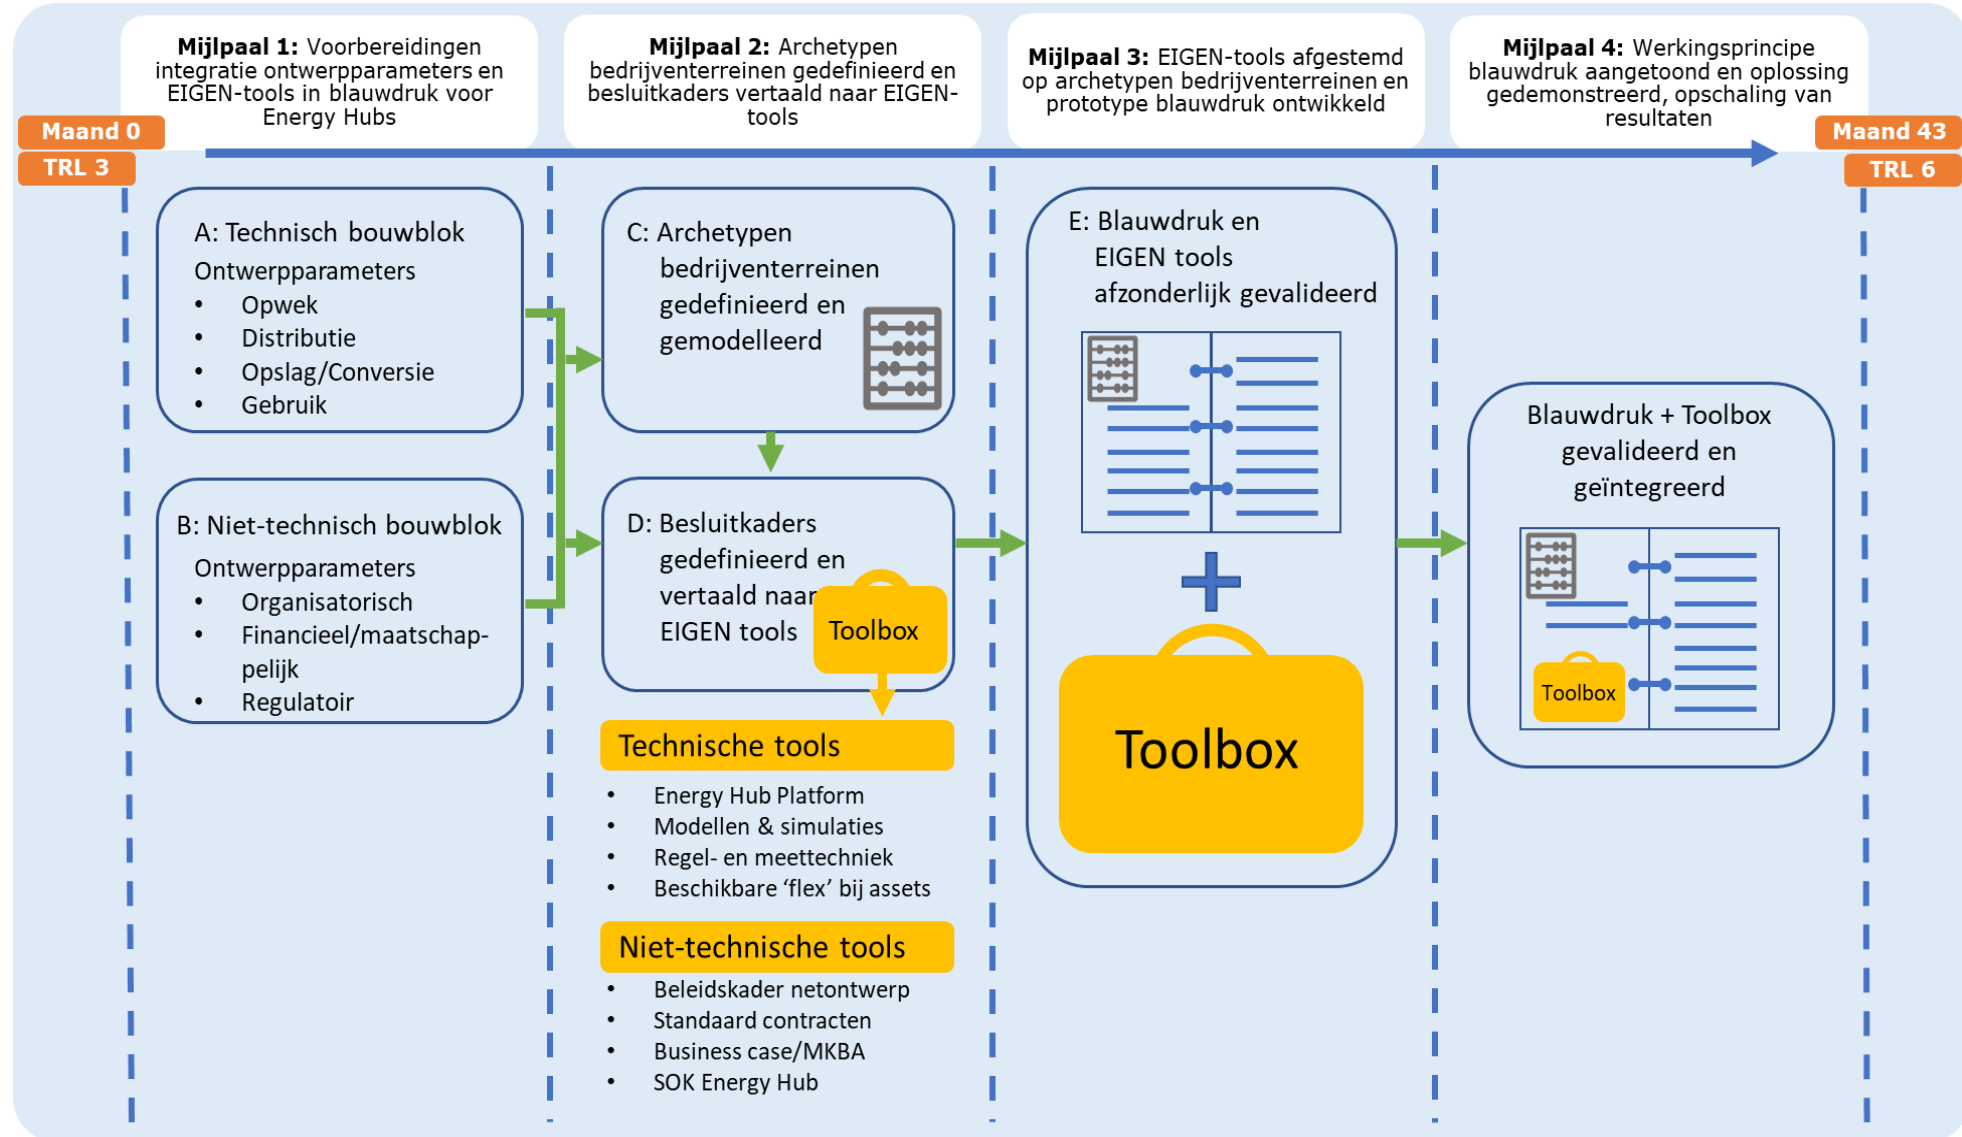 Mijlpaal 1: Voorbereidingen
integratie ontwerpparameters en
EIGEN-tools in blauwdruk voor
Energy Hubs
Mijlpaal 2: Archetypen
bedrijventerreinen gedefinieerd en
besluitkaders vertaald naar EIGEN-
tools
Mijlpaal 3: EIGEN-tools afgestemd
op archetypen bedrijventerreinen en
prototype blauwdruk ontwikkeld
Mijlpaal 4: Werkingsprincipe
blauwdruk aangetoond en oplossing
gedemonstreerd, opschaling van
resultaten
Maand 0
TRL 3
Maand 43
TRL 6
A: Technisch bouwblok
Ontwerpparameters
• Opwek
• Distributie
• Opslag/Conversie
• Gebruik
B: Niet-technisch bouwblok
Ontwerpparameters
• Organisatorisch
• Financieel/maatschap-
pelijk
• Regulatoir
C: Archetypen
bedrijventerreinen
gedefinieerd en
gemodelleerd
D: Besluitkaders
gedefinieerd en
vertaald naar
EIGEN tools
Toolbox
Technische tools
• Energy Hub Platform
• Modellen & simulaties
• Regel- en meettechniek
• Beschikbare ‘flex’ bij assets
Niet-technische tools
• Beleidskader netontwerp
• Standaard contracten
• Business case/MKBA
• SOK Energy Hub
E: Blauwdruk en
EIGEN tools
afzonderlijk gevalideerd
Toolbox
Blauwdruk + Toolbox
gevalideerd en
geïntegreerd
Toolbox